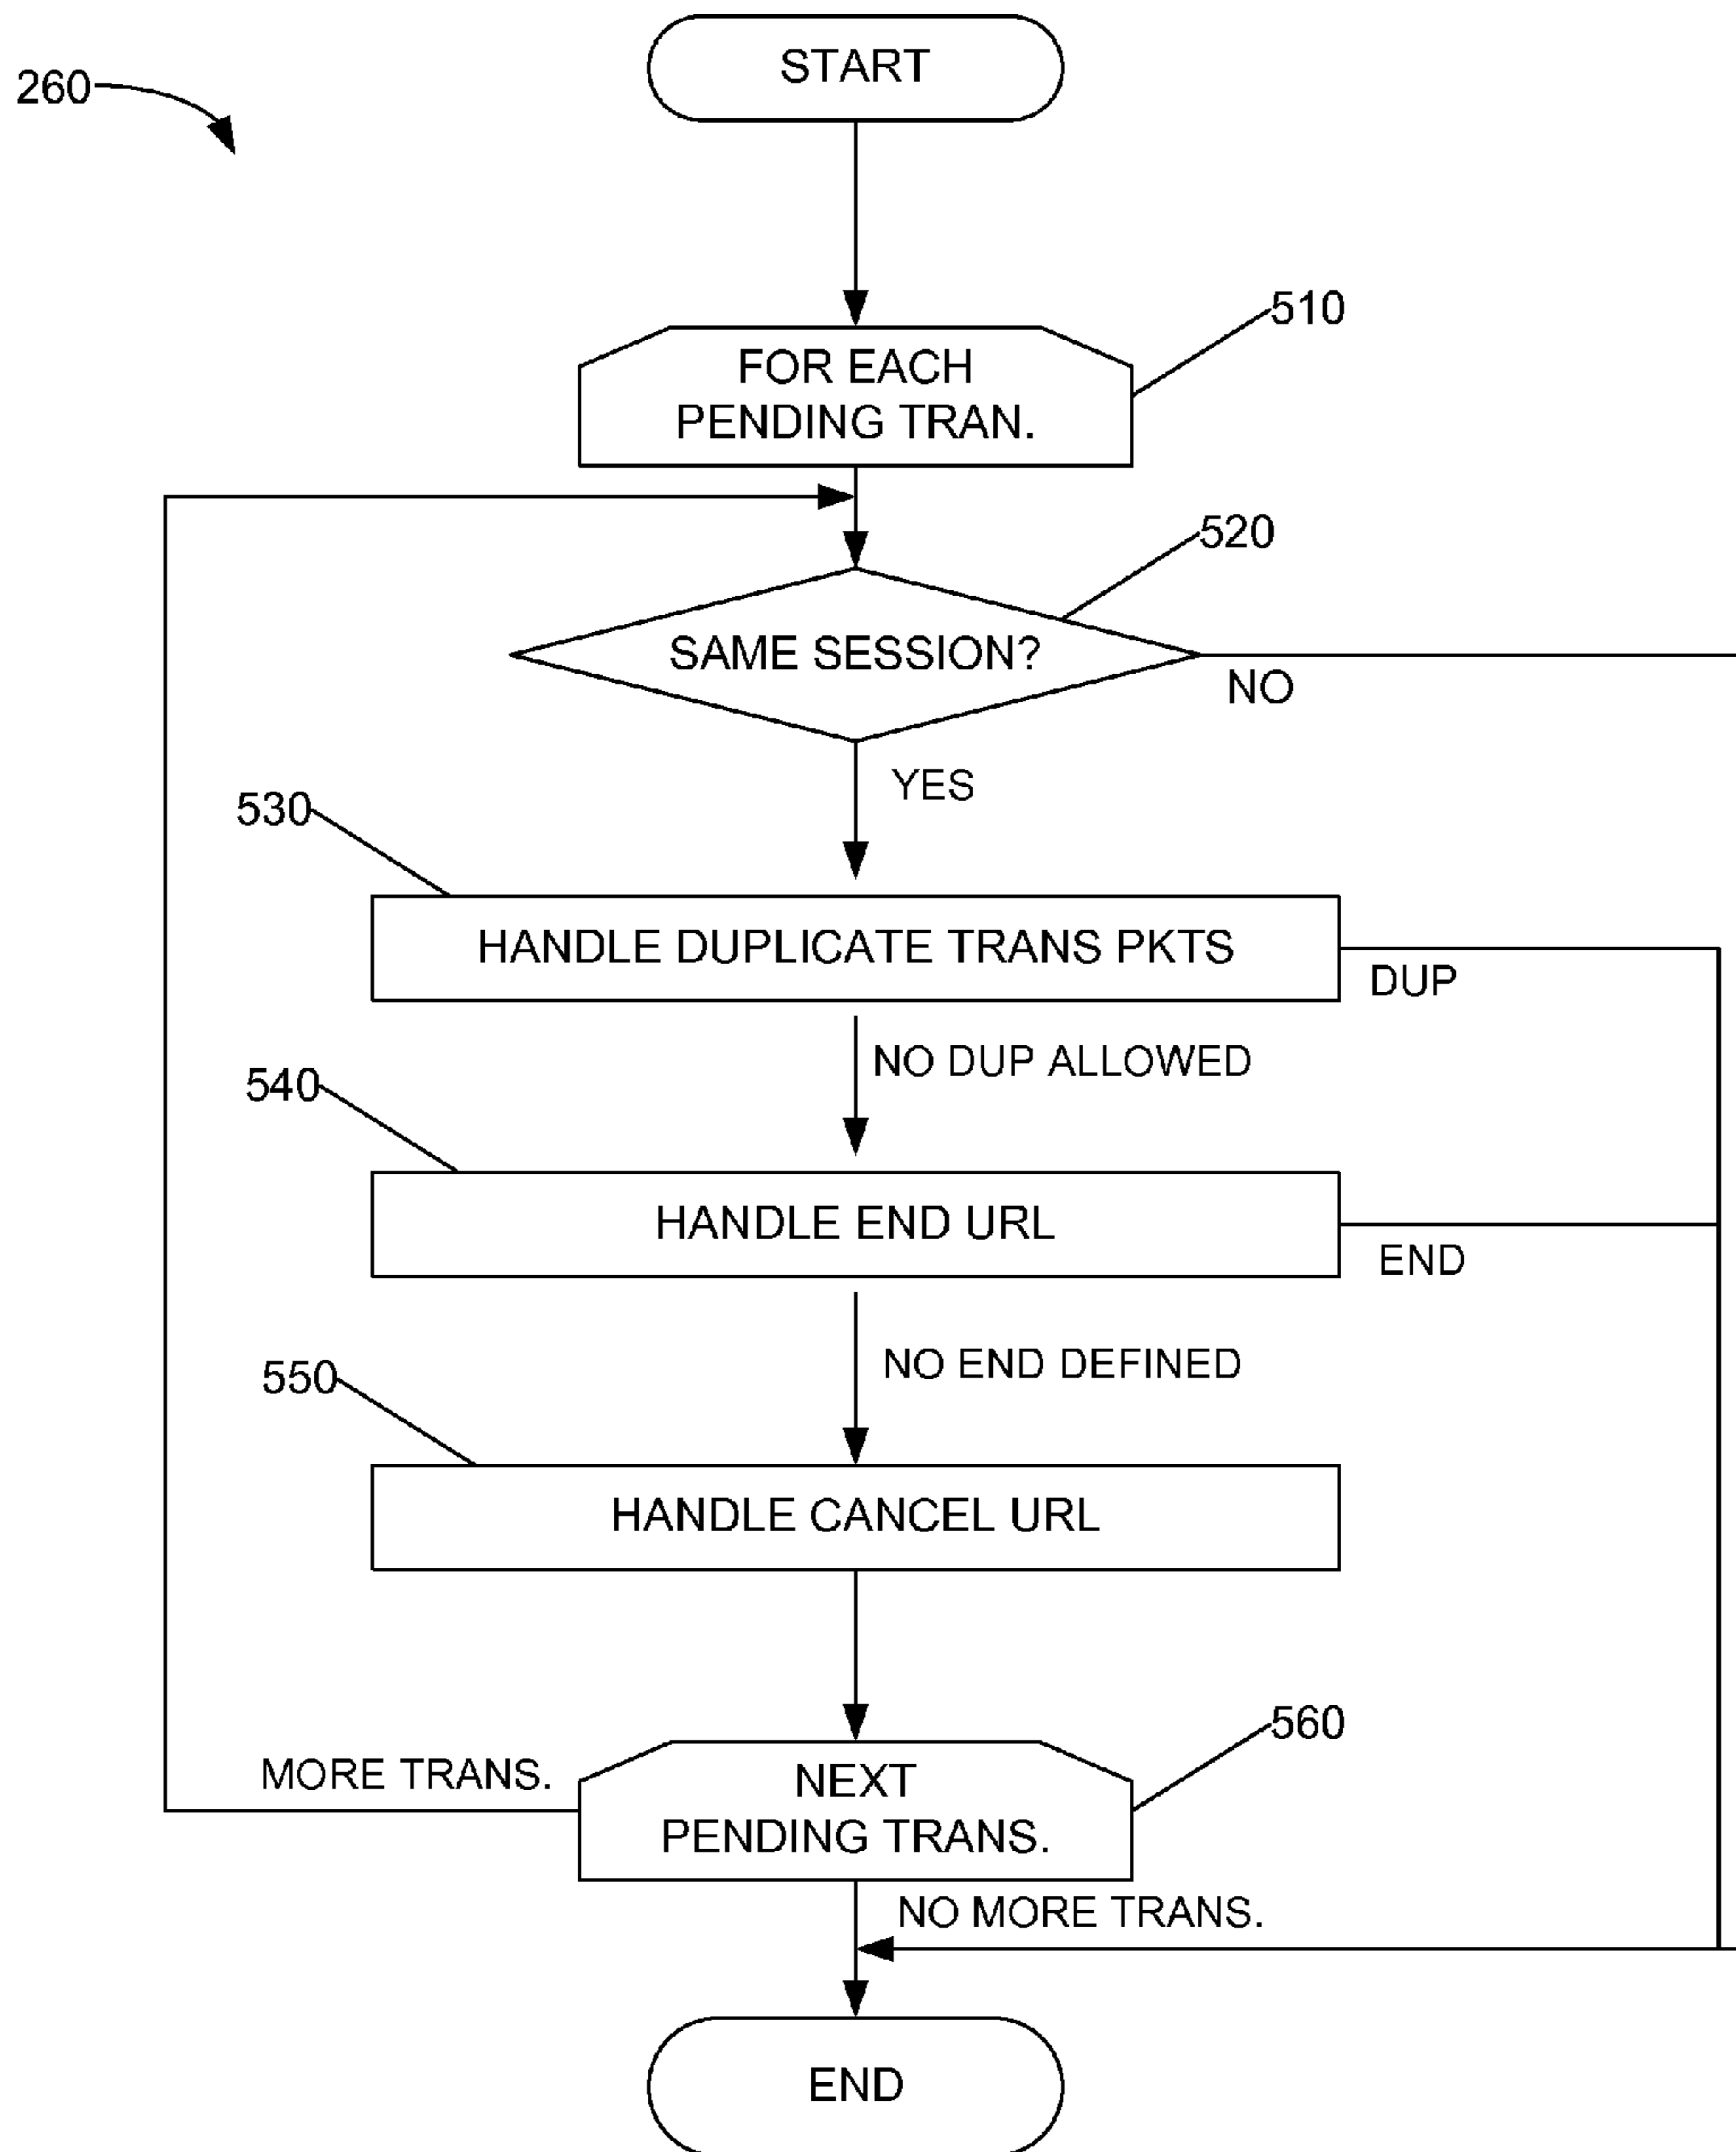 START
260
510
FOR EACH
PENDING TRAN.
520
SAME SESSION?
NO
YES
530
HANDLE DUPLICATE TRANS PKTS
DUP
NO DUP ALLOWED
540
HANDLE END URL
END
NO END DEFINED
550
HANDLE CANCEL URL
560
MORE TRANS.
NEXT
PENDING TRANS.
NO MORE TRANS.
END